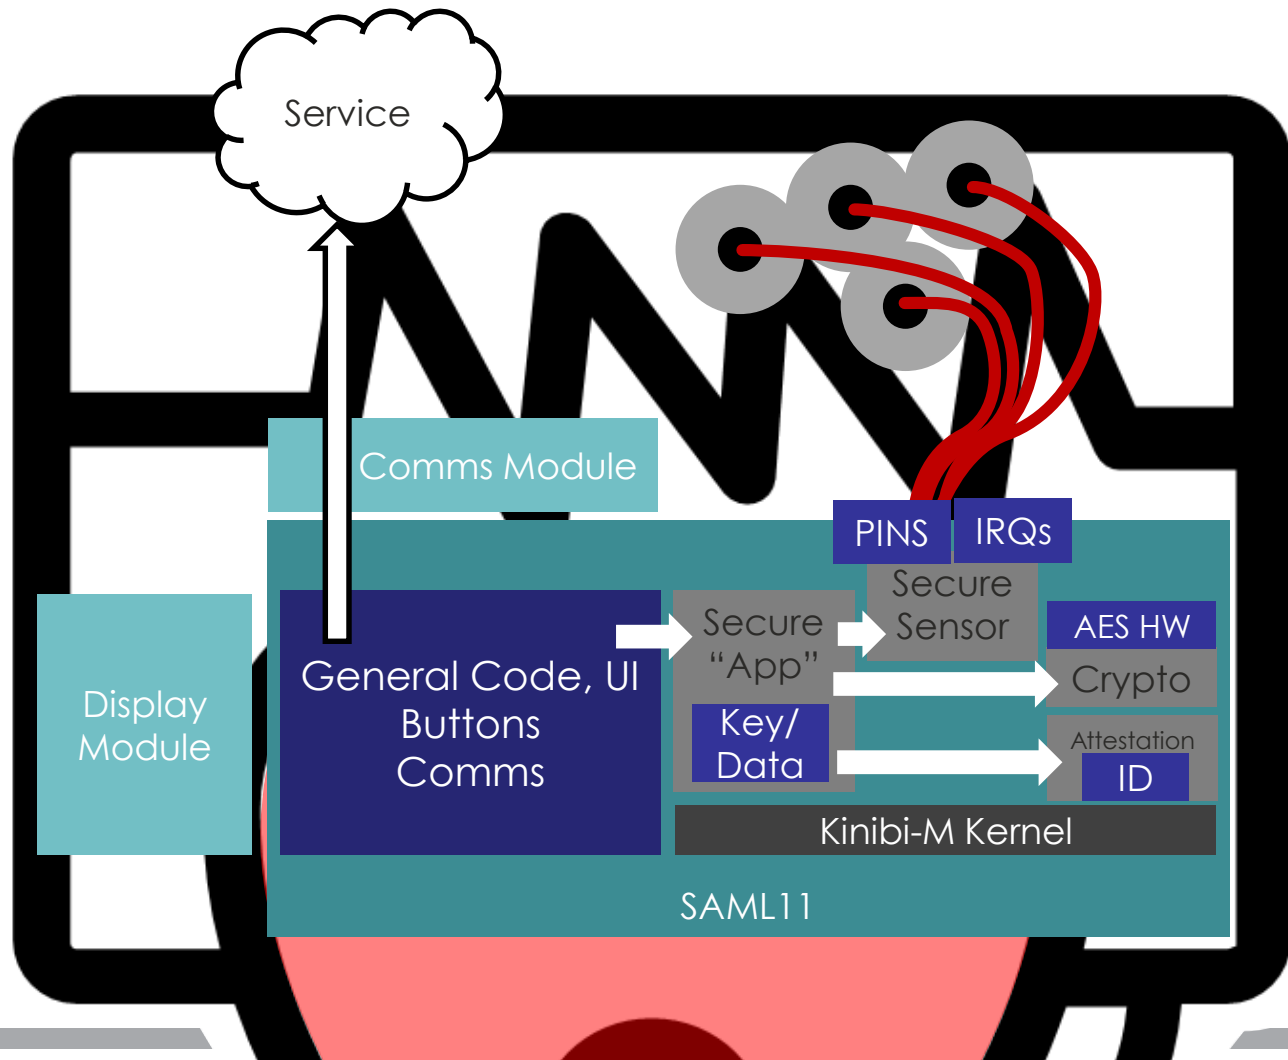 Service
Comms Module
PINS
IRQs
Secure
Sensor
Secure
“App”
AES HW
Crypto
General Code, UI
Buttons
Comms
Display
Module
Key/
Data
Attestation
ID
Kinibi-M Kernel
SAML11